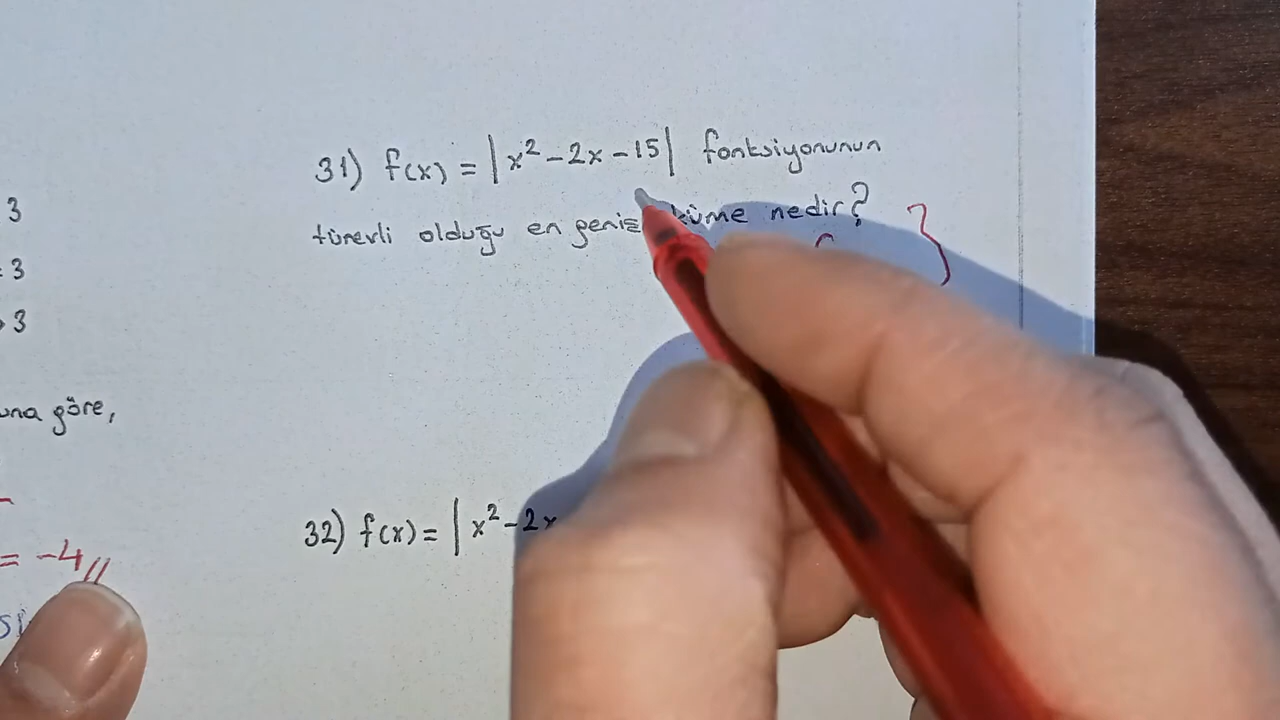 3
= 3
3
una göre,
= -4//
31) f(x) = |x² - 2x - 15| fonksiyonunun
türevli olduğu en geniş küme nedir?
32) f(x) = | x² - 2x